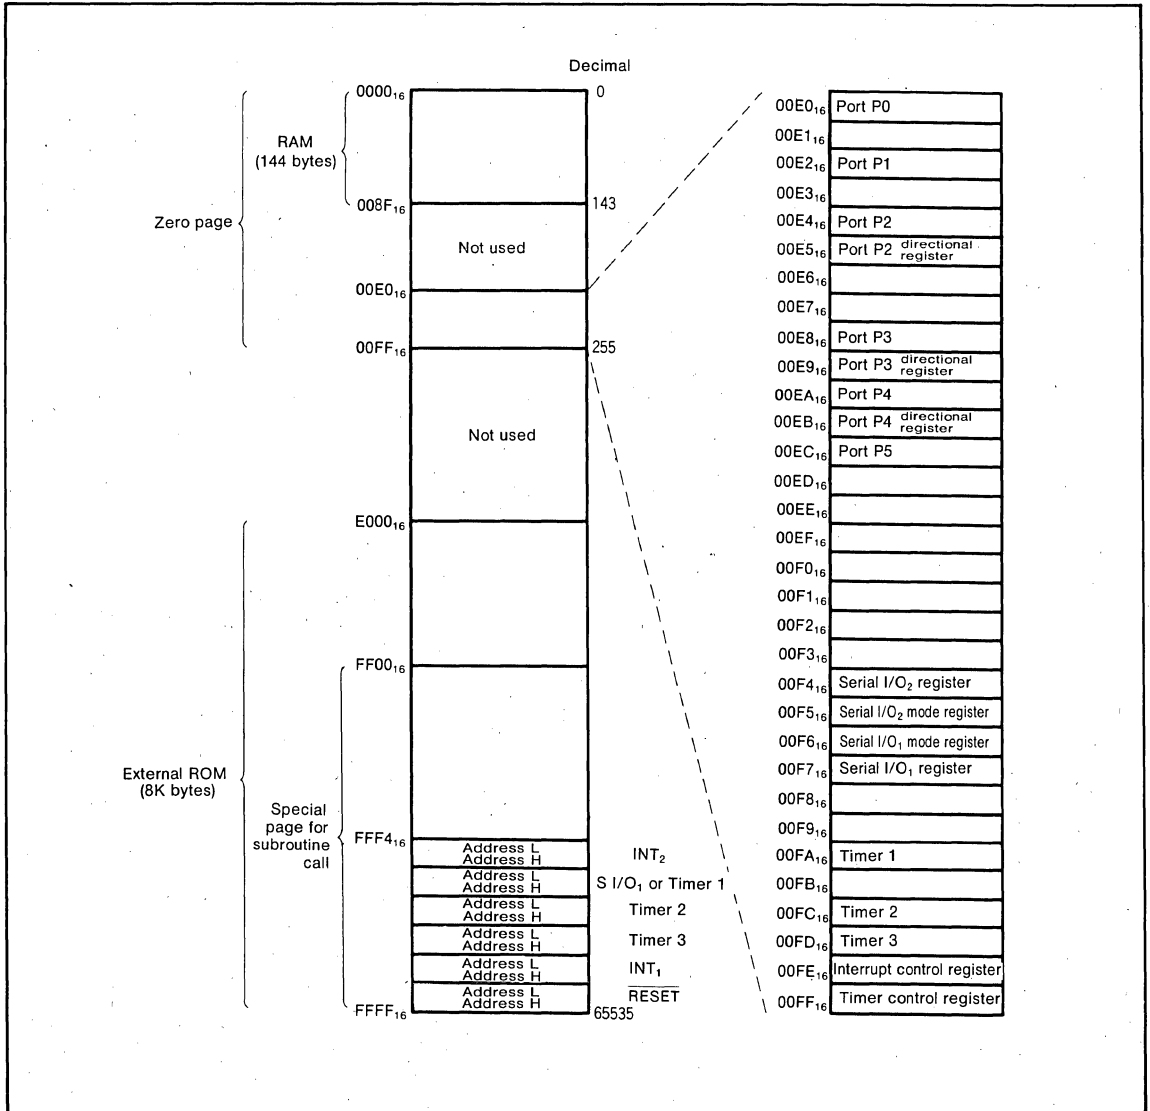 Decimal
0000₁₆
0
RAM
(144 bytes)
008F₁₆
143
Zero page
Not used
00E0₁₆
00FF₁₆
255
Not used
E000₁₆
FF00₁₆
External ROM
(8K bytes)
Special
page for
subroutine
call
FFF4₁₆
Address L
Address H
INT₂
Address L
Address H
S I/O₁ or Timer 1
Address L
Address H
Timer 2
Address L
Address H
Timer 3
Address L
Address H
INT₁
Address L
Address H
RESET
FFFF₁₆
65535
00E0₁₆ Port P0
00E1₁₆
00E2₁₆ Port P1
00E3₁₆
00E4₁₆ Port P2
00E5₁₆ Port P2 directional register
00E6₁₆
00E7₁₆
00E8₁₆ Port P3
00E9₁₆ Port P3 directional register
00EA₁₆ Port P4
00EB₁₆ Port P4 directional register
00EC₁₆ Port P5
00ED₁₆
00EE₁₆
00EF₁₆
00F0₁₆
00F1₁₆
00F2₁₆
00F3₁₆
00F4₁₆ Serial I/O₂ register
00F5₁₆ Serial I/O₂ mode register
00F6₁₆ Serial I/O₁ mode register
00F7₁₆ Serial I/O₁ register
00F8₁₆
00F9₁₆
00FA₁₆ Timer 1
00FB₁₆
00FC₁₆ Timer 2
00FD₁₆ Timer 3
00FE₁₆ Interrupt control register
00FF₁₆ Timer control register